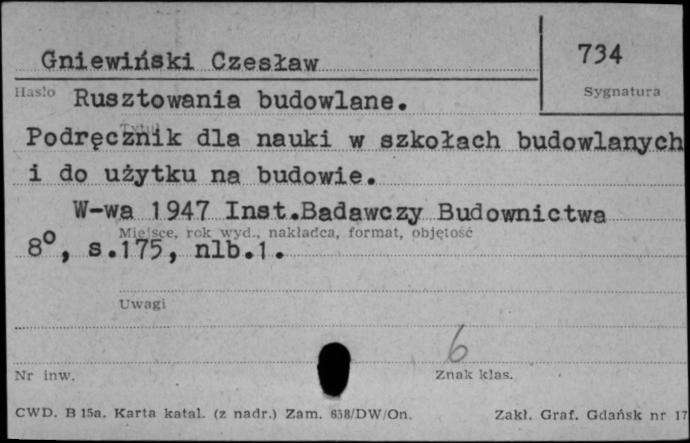 Gniewiński Czesław
734
Hasło
Sygnatura
Rusztowania budowlane.
Tytuł
Podręcznik dla nauki w szkołach budowlanych
i do użytku na budowie.
W-wa 1947 Inst.Badawczy Budownictwa
Miejsce, rok wyd., nakładca, format, objętość
8°, s.175, nlb.1.
Uwagi
6
Nr inw.
Znak klas.
CWD. B 15a. Karta katal. (z nadr.) Zam. 638/DW/On.
Zakł. Graf. Gdańsk nr 17